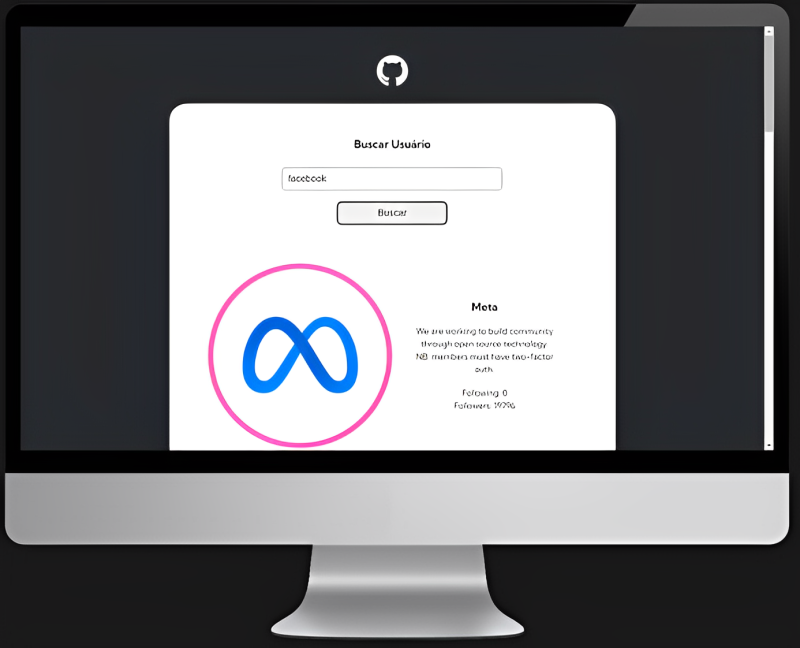 Buscar Usuário
facebook
Buscar
Meta
We are working to build community
through open source technology.
NB: members must have two-factor
auth.
Following: 0
Followers: